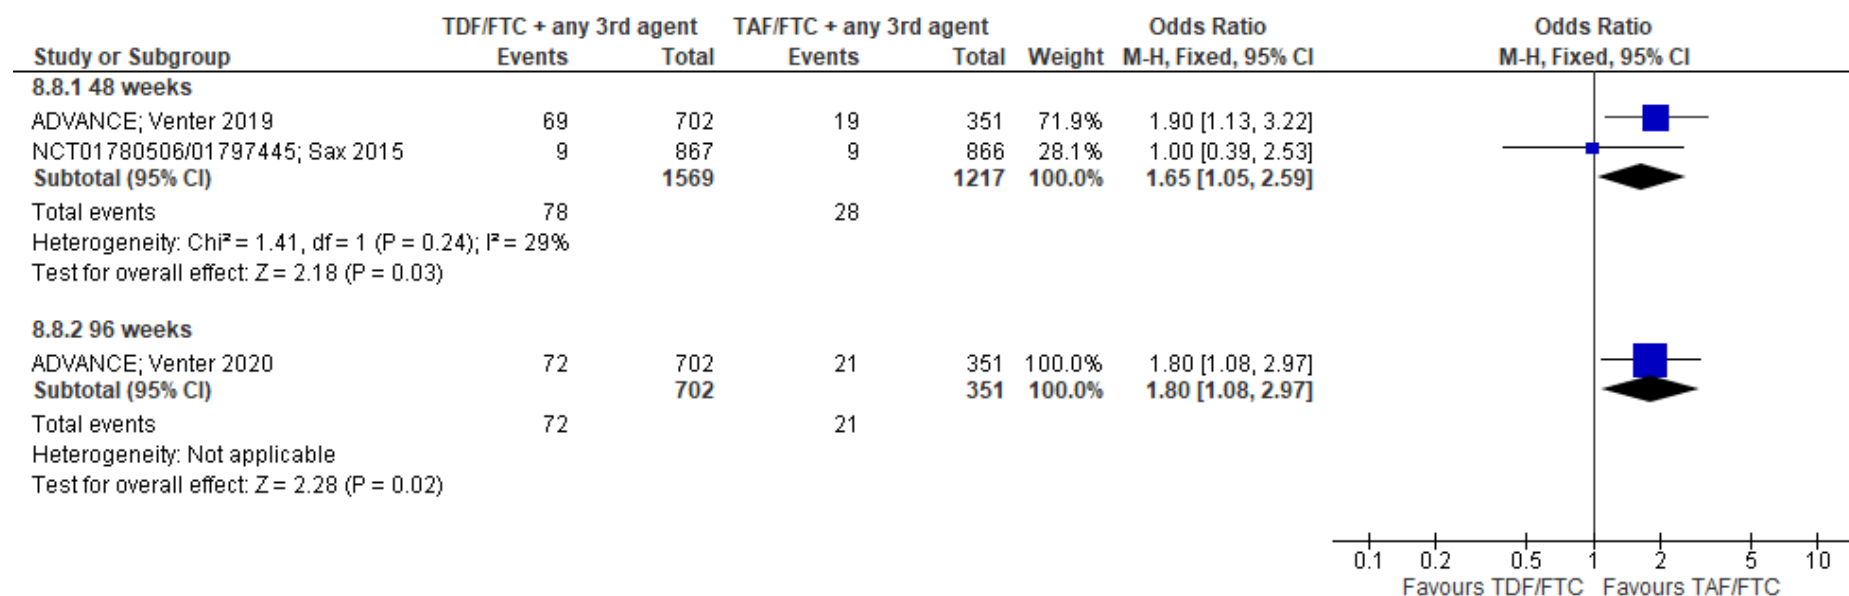 TDF/FTC + any 3rd agent TAF/FTC + any 3rd agent Odds Ratio Odds Ratio
Study or Subgroup Events Total Events Total Weight M-H, Fixed, 95% CI M-H, Fixed, 95% CI
8.8.1 48 weeks
ADVANCE; Venter 2019 69 702 19 351 71.9% 1.90 [1.13, 3.22]
NCT01780506/01797445; Sax 2015 9 867 9 866 28.1% 1.00 [0.39, 2.53]
Subtotal (95% CI) 1569 1217 100.0% 1.65 [1.05, 2.59]
Total events 78 28
Heterogeneity: Chi² = 1.41, df = 1 (P = 0.24); I² = 29%
Test for overall effect: Z = 2.18 (P = 0.03)
8.8.2 96 weeks
ADVANCE; Venter 2020 72 702 21 351 100.0% 1.80 [1.08, 2.97]
Subtotal (95% CI) 702 351 100.0% 1.80 [1.08, 2.97]
Total events 72 21
Heterogeneity: Not applicable
Test for overall effect: Z = 2.28 (P = 0.02)
0.1 0.2 0.5 1 2 5 10
Favours TDF/FTC Favours TAF/FTC